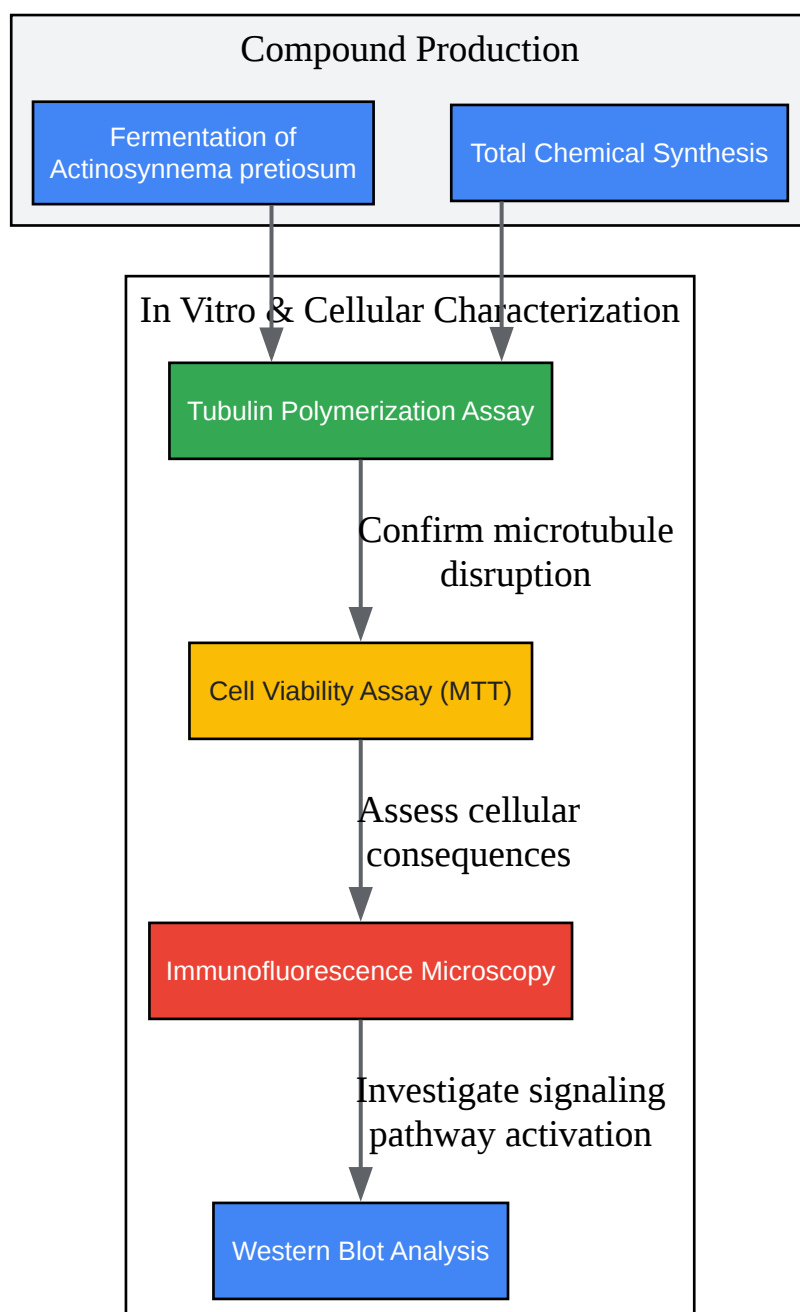 Compound Production
Fermentation of
Actinosynnema pretiosum
Total Chemical Synthesis
In Vitro & Cellular Characterization
Tubulin Polymerization Assay
Confirm microtubule
disruption
Cell Viability Assay (MTT)
Assess cellular
consequences
Immunofluorescence Microscopy
Investigate signaling
pathway activation
Western Blot Analysis